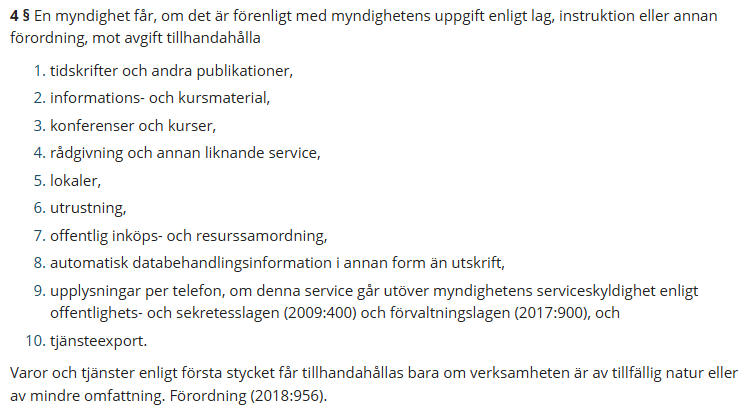 4 § En myndighet får, om det är förenligt med myndighetens uppgift enligt lag, instruktion eller annan
förordning, mot avgift tillhandahålla
1. tidskrifter och andra publikationer,
2. informations- och kursmaterial,
3. konferenser och kurser,
4. rådgivning och annan liknande service,
5. lokaler,
6. utrustning,
7. offentlig inköps- och resurssamordning,
8. automatisk databehandlingsinformation i annan form än utskrift,
9. upplysningar per telefon, om denna service går utöver myndighetens serviceskyldighet enligt
offentlighets- och sekretesslagen (2009:400) och förvaltningslagen (2017:900), och
10. tjänsteexport.
Varor och tjänster enligt första stycket får tillhandahållas bara om verksamheten är av tillfällig natur eller
av mindre omfattning. Förordning (2018:956).